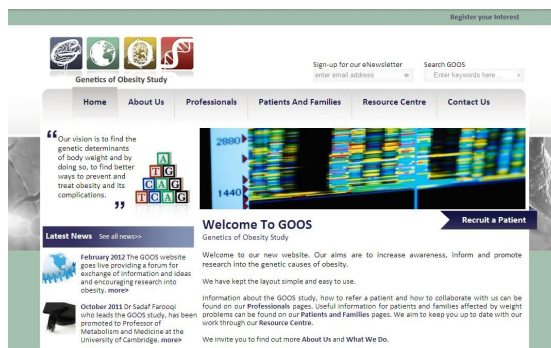 Register your Interest
Genetics of Obesity Study
Sign-up for our eNewsletter
enter email address
Search GOOS
Enter keywords here...
Home
About Us
Professionals
Patients And Families
Resource Centre
Contact Us
“Our vision is to find
the genetic determinants
of body weight and by
doing so, to find better
ways to prevent and
treat obesity and its
complications.
”
A
T G
C A G
T C A G
2880
1440
Recruit a Patient
Latest News See all news>>
February 2012 The GOOS website
goes live providing a forum for
exchange of information and ideas
and encouraging research into
obesity. more>
October 2011 Dr Sadaf Farooqi
who leads the GOOS study, has been
promoted to Professor of
Metabolism and Medicine at the
University of Cambridge. more>
Welcome To GOOS
Genetics of Obesity Study
Welcome to our new website. Our aims are to increase awareness, inform and promote
research into the genetic causes of obesity.
We have kept the layout simple and easy to use.
Information about the GOOS study, how to refer a patient and how to collaborate with us can be
found on our Professionals pages. Useful information for patients and families affected by weight
problems can be found on our Patients and Families pages. We aim to keep you up to date with our
work through our Resource Centre.
We invite you to find out more About Us and What We Do.